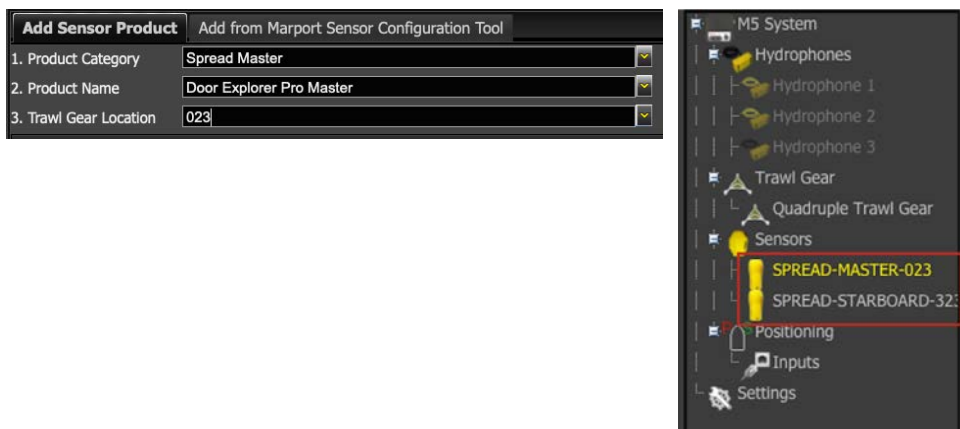 Add Sensor Product
Add from Marport Sensor Configuration Tool
1. Product Category
Spread Master
2. Product Name
Door Explorer Pro Master
3. Trawl Gear Location
023
M5 System
Hydrophones
Hydrophone 1
Hydrophone 2
Hydrophone 3
Trawl Gear
Quadruple Trawl Gear
Sensors
SPREAD-MASTER-023
SPREAD-STARBOARD-323
Positioning
Inputs
Settings